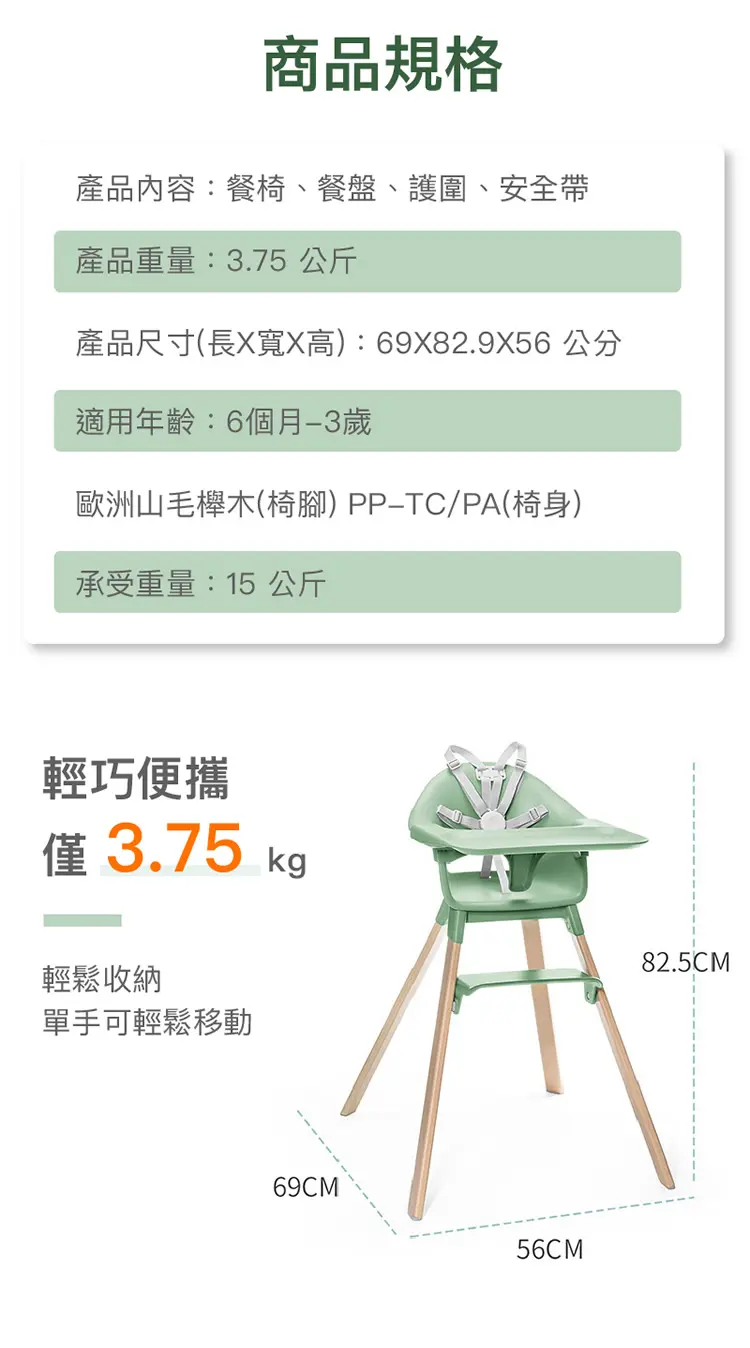 商品規格
產品內容：餐椅、餐盤、護圍、安全帶
產品重量：3.75 公斤
產品尺寸(長X寬X高)：69X82.9X56 公分
適用年齡：6個月–3歲
歐洲山毛櫸木(椅腳) PP–TC/PA(椅身)
承受重量：15 公斤
輕巧便攜
僅 3.75 kg
輕鬆收納
單手可輕鬆移動
82.5CM
69CM
56CM